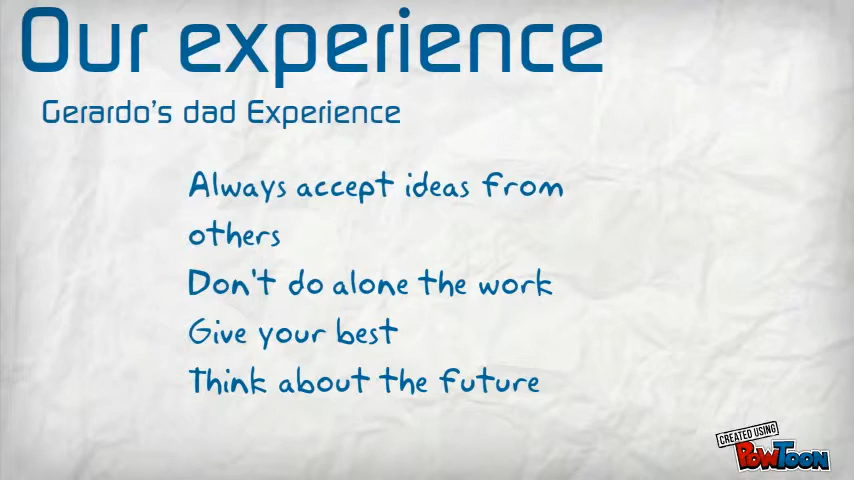 Our experience
Gerardo's dad Experience
Always accept ideas from
others
Don't do alone the work
Give your best
Think about the future
CREATED USING
POWTOON